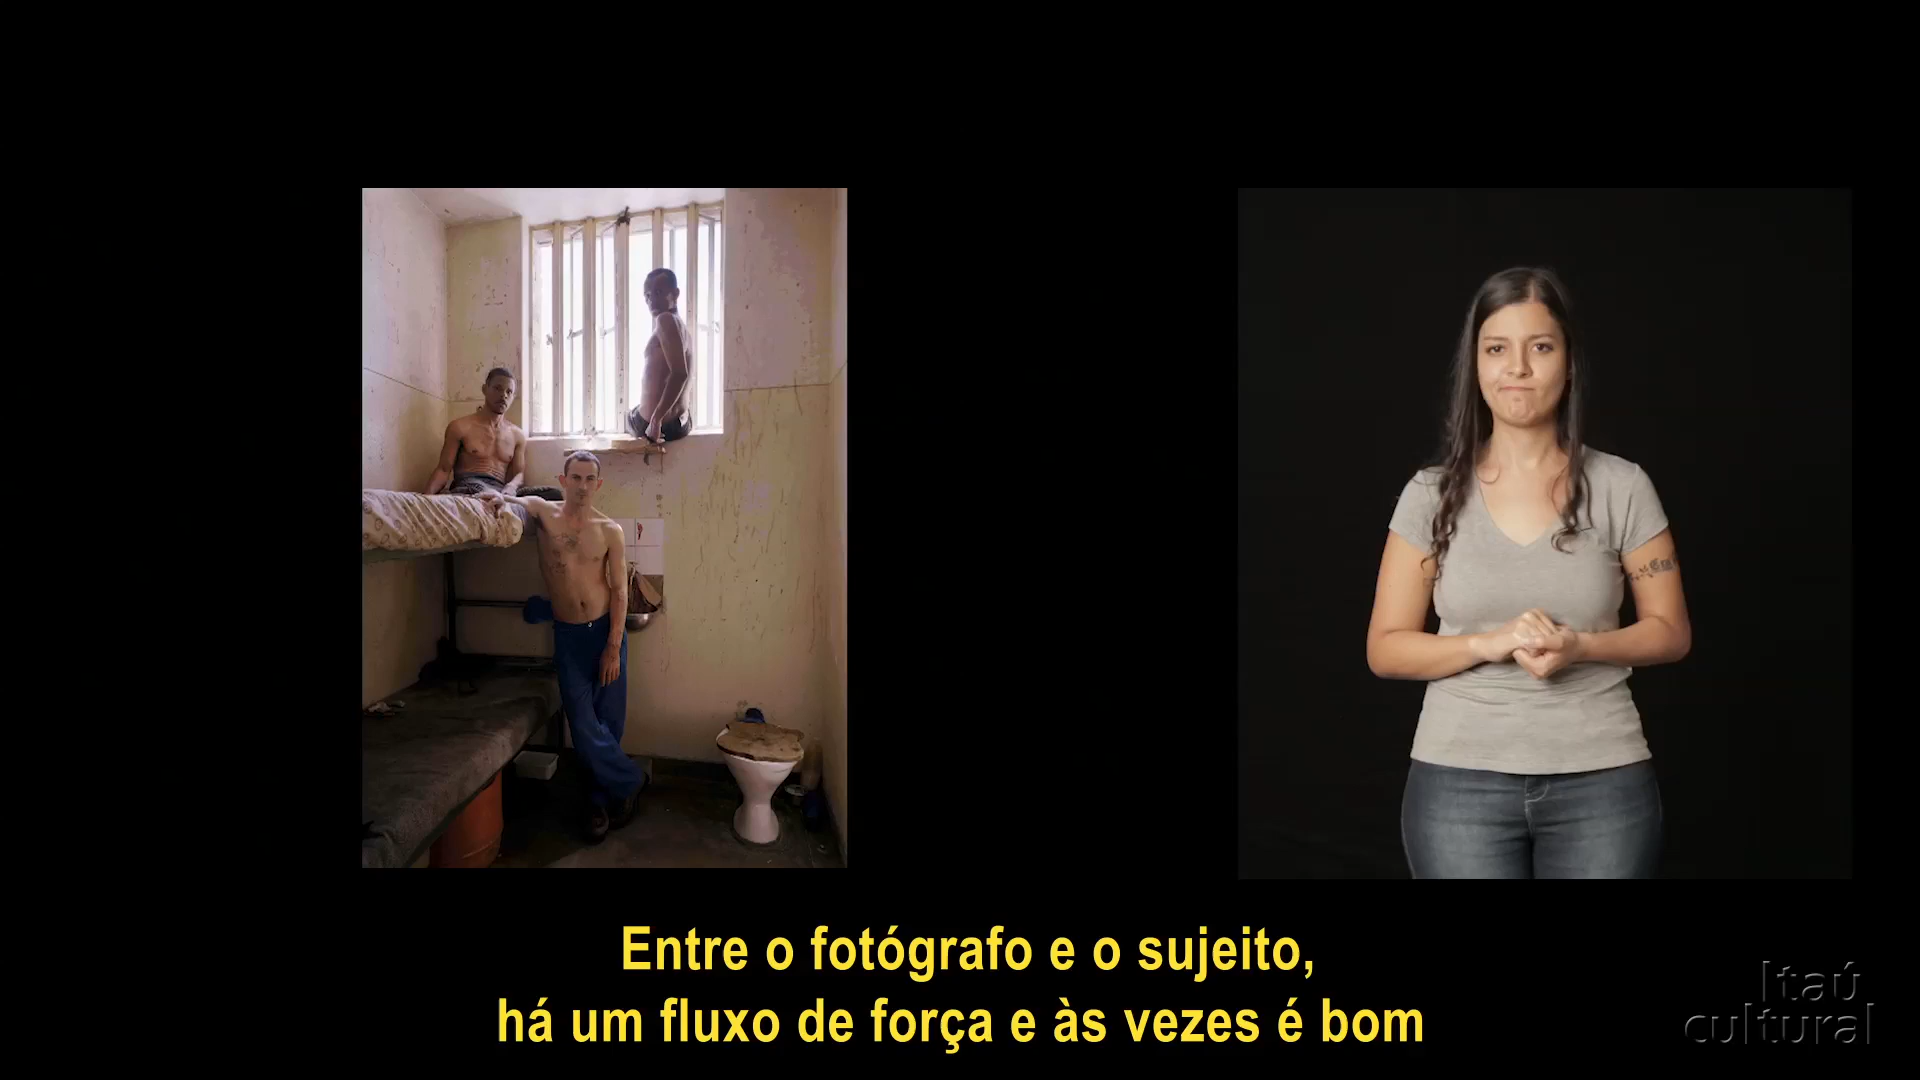 Entre o fotógrafo e o sujeito,
há um fluxo de força e às vezes é bom
Itaú
cultural